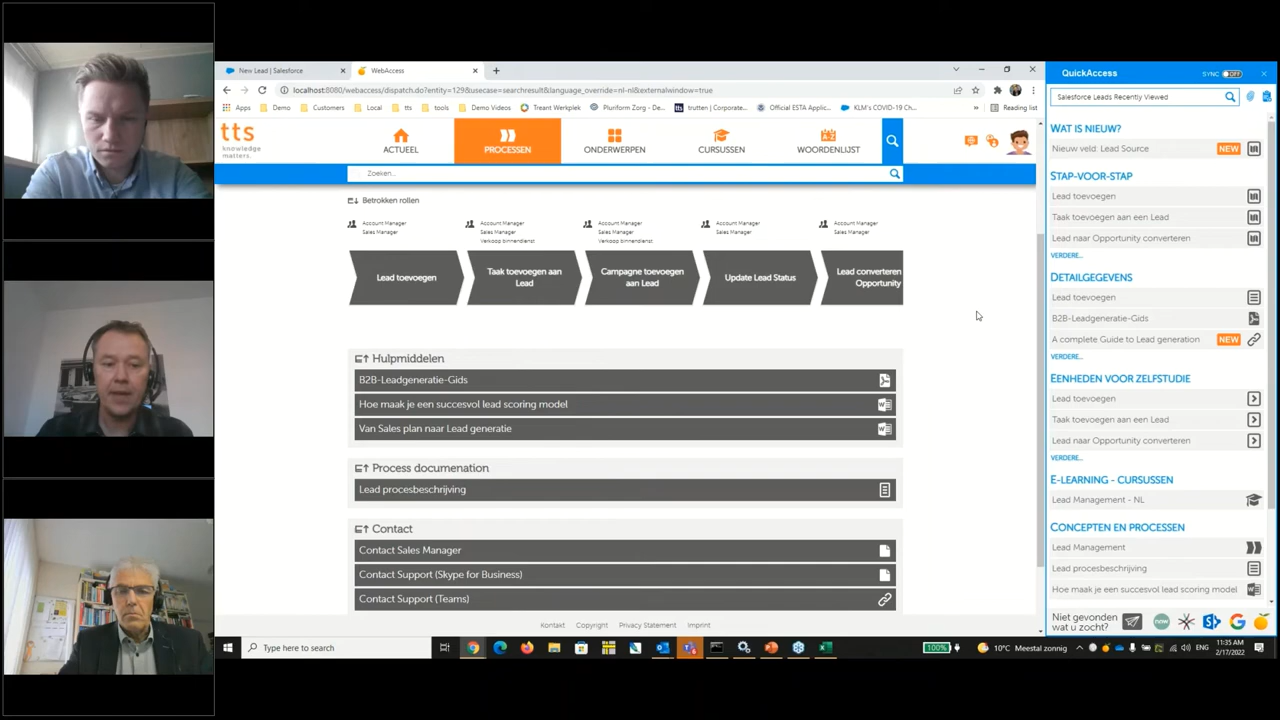 New Lead | Salesforce
WebAccess
localhost:8080/webaccess/dispatch.do?entity=129&usecase=searchresult&language_override=nl-nl&externalwindow=true
Apps
Demo
Customers
Local
tts
tools
Demo Videos
Treant Werkplek
Pluriform Zorg - De...
trutten | Corporate...
Official ESTA Applic...
KLM's COVID-19 Ch...
Reading list
tts
knowledge
matters.
ACTUEEL
PROCESSEN
ONDERWERPEN
CURSUSSEN
WOORDENLIJST
Zoeken...
Betrokken rollen
Account Manager
Sales Manager
Account Manager
Sales Manager
Verkoop binnendienst
Account Manager
Sales Manager
Verkoop binnendienst
Account Manager
Sales Manager
Account Manager
Sales Manager
Lead toevoegen
Taak toevoegen aan
Lead
Campagne toevoegen
aan Lead
Update Lead Status
Lead converteren
Opportunity
Hulpmiddelen
B2B-Leadgeneratie-Gids
Hoe maak je een succesvol lead scoring model
Van Sales plan naar Lead generatie
Process documenation
Lead procesbeschrijving
Contact
Contact Sales Manager
Contact Support (Skype for Business)
Contact Support (Teams)
Kontakt
Copyright
Privacy Statement
Imprint
QuickAccess
SYNC
OFF
Salesforce Leads Recently Viewed
WAT IS NIEUW?
Nieuw veld: Lead Source
NEW
STAP-VOOR-STAP
Lead toevoegen
Taak toevoegen aan een Lead
Lead naar Opportunity converteren
VERDERE...
DETAILGEGEVENS
Lead toevoegen
B2B-Leadgeneratie-Gids
A complete Guide to Lead generation
NEW
VERDERE...
EENHEDEN VOOR ZELFSTUDIE
Lead toevoegen
Taak toevoegen aan een Lead
Lead naar Opportunity converteren
VERDERE...
E-LEARNING - CURSUSSEN
Lead Management - NL
CONCEPTEN EN PROCESSEN
Lead Management
Lead procesbeschrijving
Hoe maak je een succesvol lead scoring model
Niet gevonden
wat u zocht?
now
Type here to search
100%
10°C Meestal zonnig
ENG
11:35 AM
2/17/2022